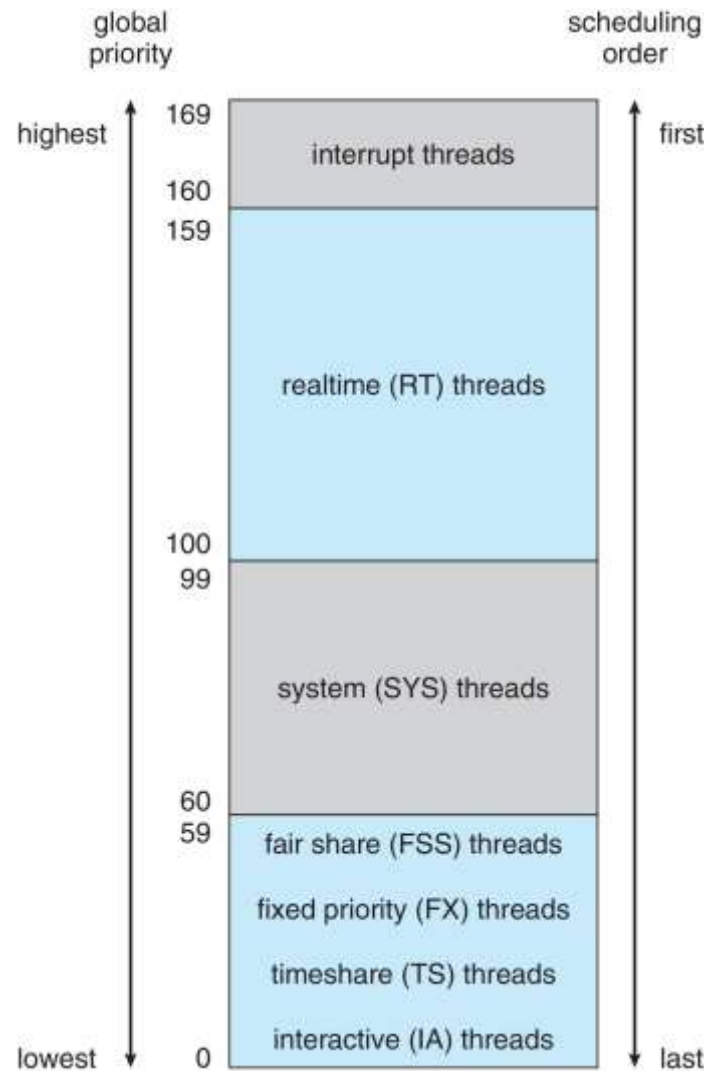 global
priority
scheduling
order
highest
169
interrupt threads
first
160
159
realtime (RT) threads
100
99
system (SYS) threads
60
59
fair share (FSS) threads
fixed priority (FX) threads
timeshare (TS) threads
interactive (IA) threads
lowest
0
last